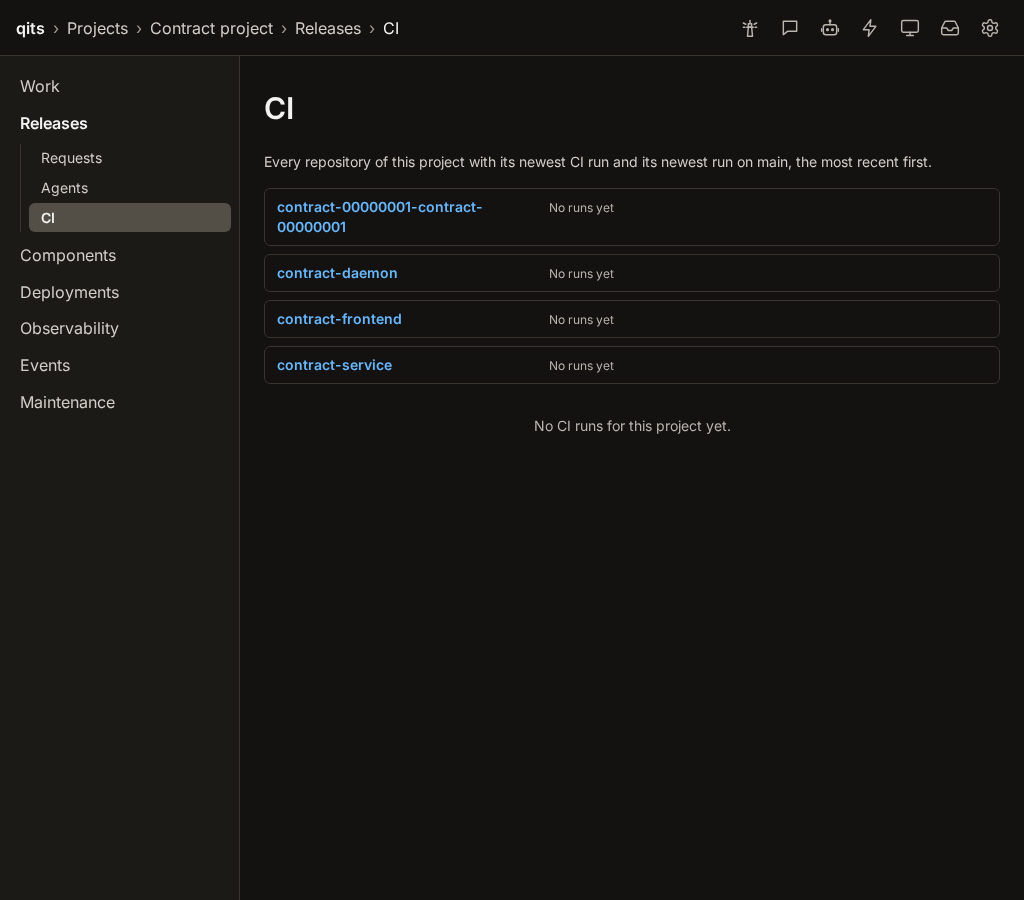 qits › Projects › Contract project › Releases › CI
Work
Releases
Requests
Agents
CI
Components
Deployments
Observability
Events
Maintenance
CI
Every repository of this project with its newest CI run and its newest run on main, the most recent first.
contract-00000001-contract-
00000001
No runs yet
contract-daemon
No runs yet
contract-frontend
No runs yet
contract-service
No runs yet
No CI runs for this project yet.